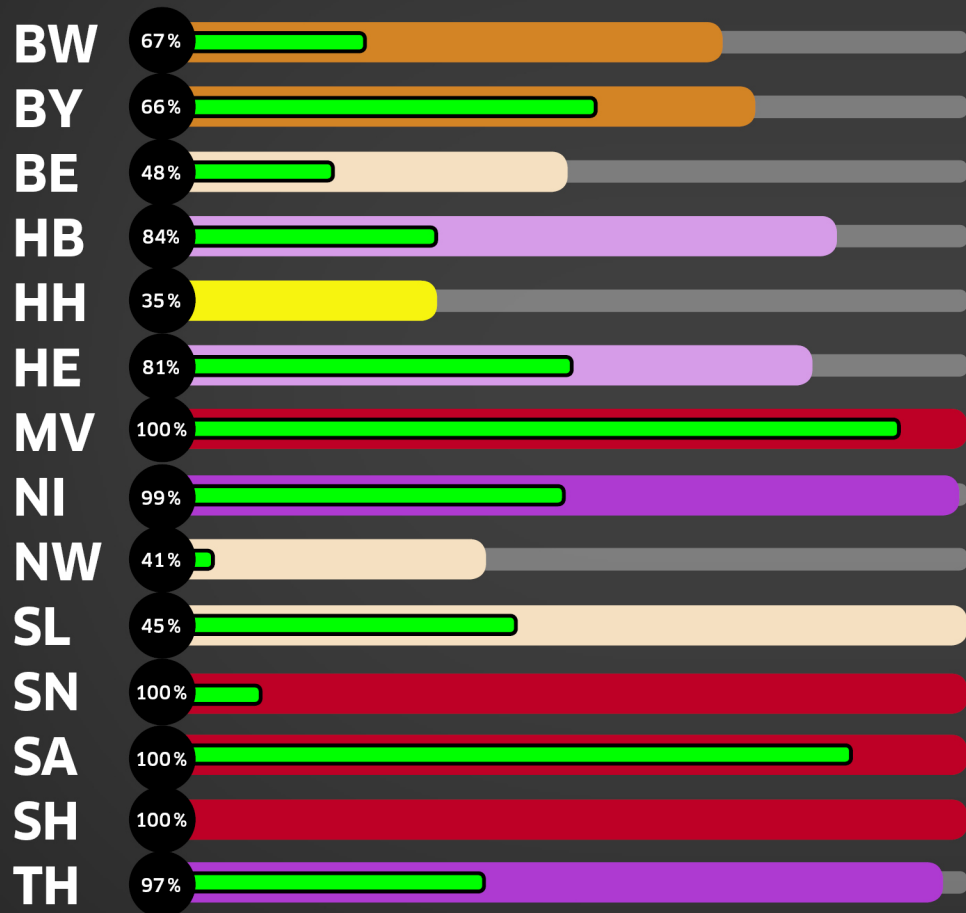 BW 67%
BY 66%
BE 48%
HB 84%
HH 35%
HE 81%
MV 100%
NI 99%
NW 41%
SL 45%
SN 100%
SA 100%
SH 100%
TH 97%